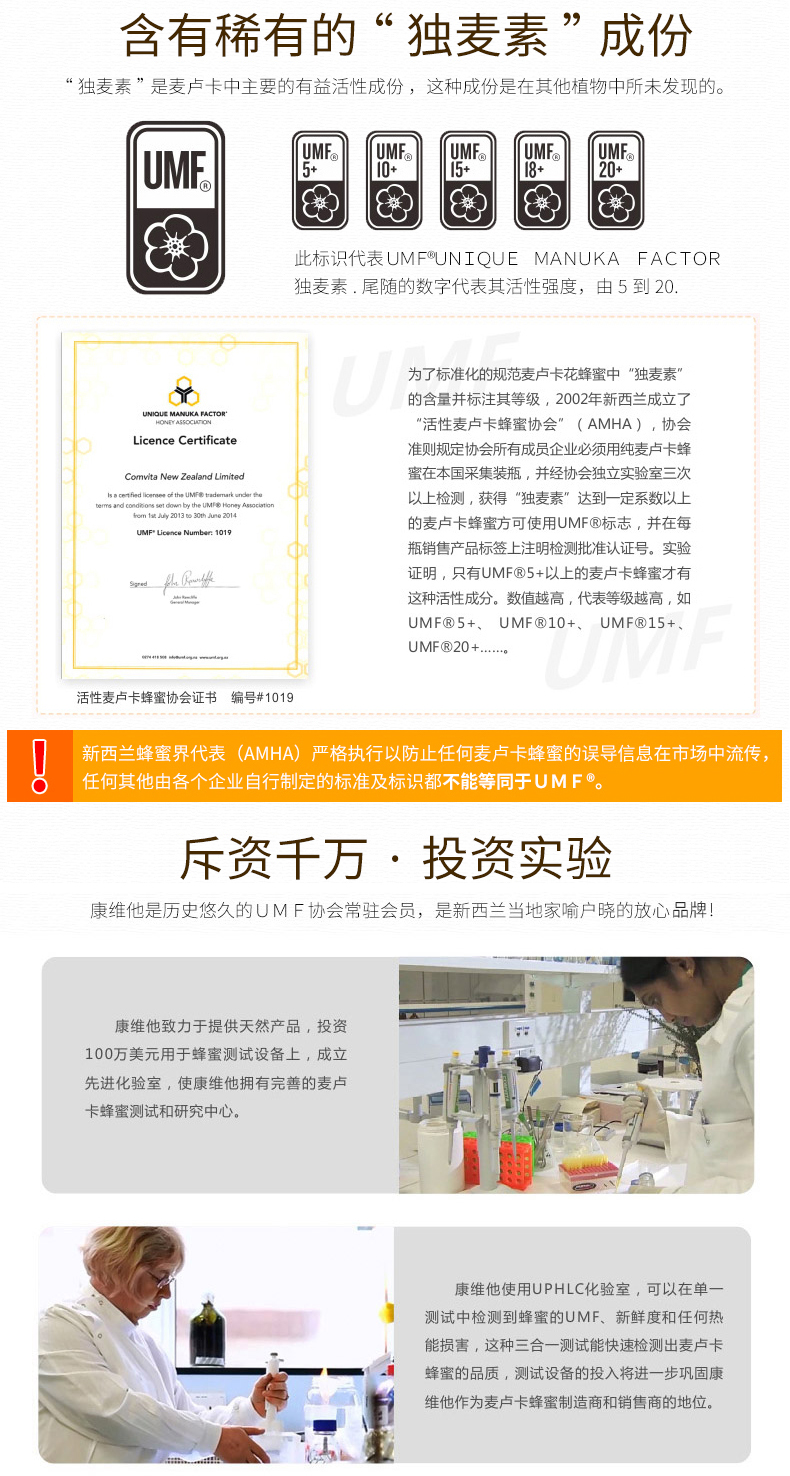 含有稀有的“独麦素”成份
“独麦素”是麦卢卡中主要的有益活性成份，这种成份是在其他植物中所未发现的。
UMF®
UMF® 5+
UMF® 10+
UMF® 15+
UMF® 18+
UMF® 20+
此标识代表UMF®UNIQUE MANUKA FACTOR
独麦素.尾随的数字代表其活性强度，由5到20.
UMF
UNIQUE MANUKA FACTOR®
HONEY ASSOCIATION
Licence Certificate
Comvita New Zealand Limited
Is a certified licensee of the UMF® trademark under the
terms and conditions set down by the UMF® Honey Association
from 1st July 2013 to 30th June 2014
UMF® Licence Number: 1019
Signed
John Rawcliffe
General Manager
0274 418 508 info@umf.org.nz www.umf.org.nz
活性麦卢卡蜂蜜协会证书 编号#1019
为了标准化的规范麦卢卡花蜂蜜中“独麦素”
的含量并标注其等级，2002年新西兰成立了
“活性麦卢卡蜂蜜协会”（AMHA），协会
准则规定协会所有成员企业必须用纯麦卢卡蜂
蜜在本国采集装瓶，并经协会独立实验室三次
以上检测，获得“独麦素”达到一定系数以上
的麦卢卡蜂蜜方可使用UMF®标志，并在每
瓶销售产品标签上注明检测批准认证号。实验
证明，只有UMF®5+以上的麦卢卡蜂蜜才有
这种活性成分。数值越高，代表等级越高，如
UMF®5+、 UMF®10+、 UMF®15+、
UMF®20+……。
UMF
新西兰蜂蜜界代表（AMHA）严格执行以防止任何麦卢卡蜂蜜的误导信息在市场中流传，
任何其他由各个企业自行制定的标准及标识都不能等同于UMF®。
斥资千万·投资实验
康维他是历史悠久的UMF协会常驻会员，是新西兰当地家喻户晓的放心品牌！
康维他致力于提供天然产品，投资
100万美元用于蜂蜜测试设备上，成立
先进化验室，使康维他拥有完善的麦卢
卡蜂蜜测试和研究中心。
康维他使用UPHLC化验室，可以在单一
测试中检测到蜂蜜的UMF、新鲜度和任何热
能损害，这种三合一测试能快速检测出麦卢卡
蜂蜜的品质，测试设备的投入将进一步巩固康
维他作为麦卢卡蜂蜜制造商和销售商的地位。